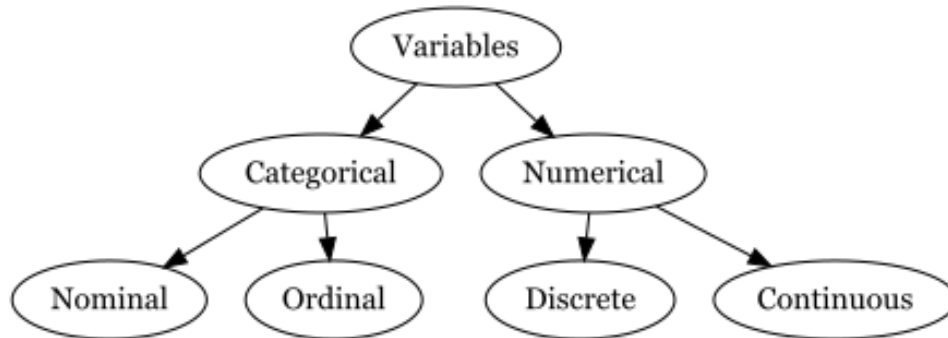 Variables
Categorical Numerical
Nominal Ordinal Discrete Continuous